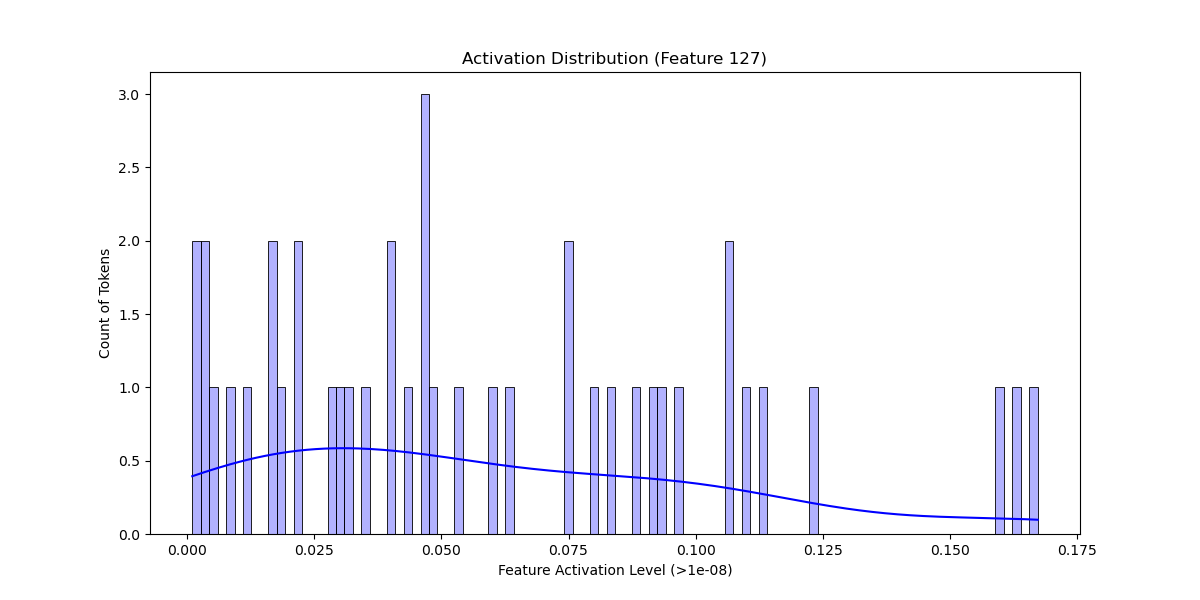 Activation Distribution (Feature 127)
3.0
2.5
2.0
1.5
1.0
0.5
0.0
Count of Tokens
0.000 0.025 0.050 0.075 0.100 0.125 0.150 0.175
Feature Activation Level (>1e-08)